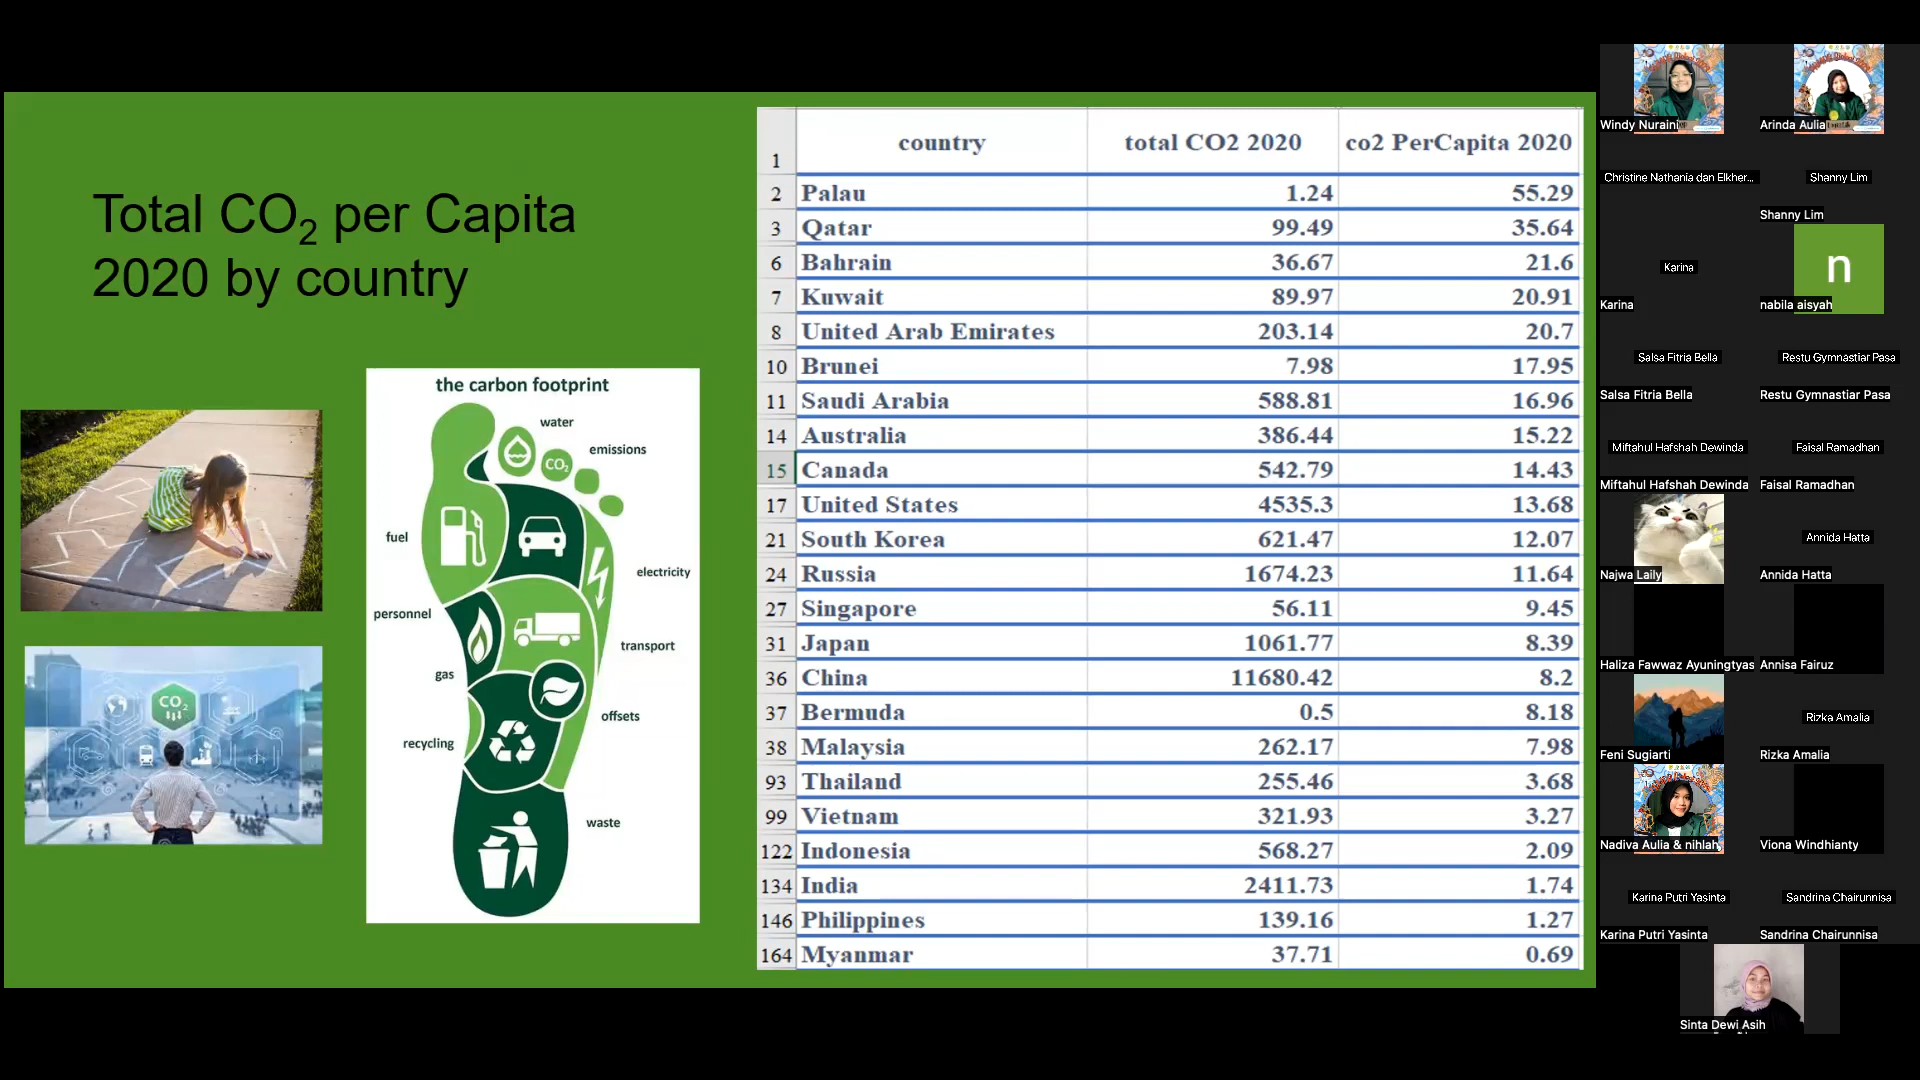 Total CO₂ per Capita
2020 by country
the carbon footprint
water
emissions
CO₂
fuel
electricity
personnel
transport
gas
offsets
recycling
waste
CO₂
1 country total CO2 2020 co2 PerCapita 2020
2 Palau 1.24 55.29
3 Qatar 99.49 35.64
6 Bahrain 36.67 21.6
7 Kuwait 89.97 20.91
8 United Arab Emirates 203.14 20.7
10 Brunei 7.98 17.95
11 Saudi Arabia 588.81 16.96
14 Australia 386.44 15.22
15 Canada 542.79 14.43
17 United States 4535.3 13.68
21 South Korea 621.47 12.07
24 Russia 1674.23 11.64
27 Singapore 56.11 9.45
31 Japan 1061.77 8.39
36 China 11680.42 8.2
37 Bermuda 0.5 8.18
38 Malaysia 262.17 7.98
93 Thailand 255.46 3.68
99 Vietnam 321.93 3.27
122 Indonesia 568.27 2.09
134 India 2411.73 1.74
146 Philippines 139.16 1.27
164 Myanmar 37.71 0.69
Windy Nuraini
Arinda Aulia
Christine Nathania dan Elkher...
Shanny Lim
Shanny Lim
Karina
n
Karina
nabila aisyah
Salsa Fitria Bella
Restu Gymnastiar Pasa
Salsa Fitria Bella
Restu Gymnastiar Pasa
Miftahul Hafshah Dewinda
Faisal Ramadhan
Miftahul Hafshah Dewinda
Faisal Ramadhan
Annida Hatta
Najwa Laily
Annida Hatta
Haliza Fawwaz Ayuningtyas
Annisa Fairuz
Rizka Amalia
Feni Sugiarti
Rizka Amalia
Nadiva Aulia & nihlah
Viona Windhianty
Karina Putri Yasinta
Sandrina Chairunnisa
Karina Putri Yasinta
Sandrina Chairunnisa
Sinta Dewi Asih